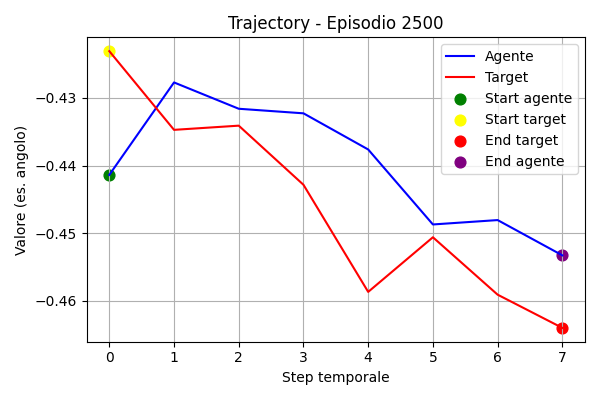 Trajectory - Episodio 2500
Agente
Target
Start agente
Start target
End target
End agente
Valore (es. angolo)
−0.43
−0.44
−0.45
−0.46
0 1 2 3 4 5 6 7
Step temporale